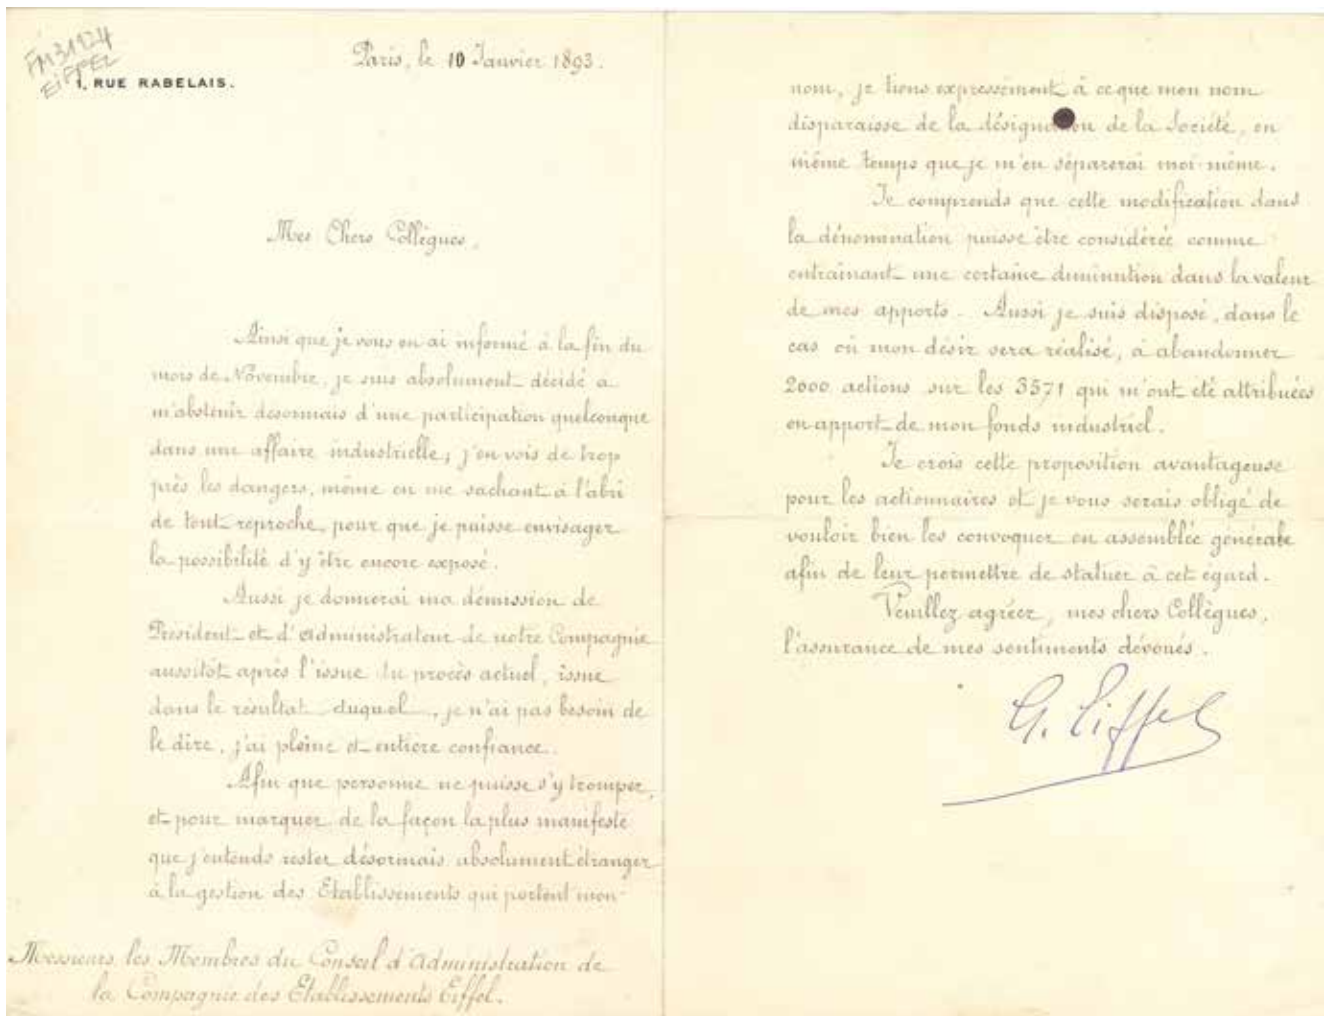 FM31124
EIFFEL
1, RUE RABELAIS.
Paris, le 10 Janvier 1893.
Mes Chers Collègues,
Ainsi que je vous en ai informé à la fin du
mois de Novembre, je suis absolument décidé à
m'abstenir désormais d'une participation quelconque
dans une affaire industrielle; j'en vois de trop
près les dangers, même en me sachant à l'abri
de tout reproche, pour que je puisse envisager
la possibilité d'y être encore exposé.
Aussi je donnerai ma démission de
Président et d'Administrateur de notre Compagnie
aussitôt après l'issue du procès actuel, issue
dans le résultat duquel, je n'ai pas besoin de
le dire, j'ai pleine et entière confiance.
Afin que personne ne puisse s'y tromper,
et pour marquer de la façon la plus manifeste
que j'entends rester désormais absolument étranger
à la gestion des Etablissements qui portent mon
Messieurs les Membres du Conseil d'Administration de
la Compagnie des Etablissements Eiffel.
nom, je tiens expressément à ce que mon nom
disparaisse de la désignation de la Société, en
même temps que je m'en séparerai moi-même.
Je comprends que cette modification dans
la dénomination puisse être considérée comme
entraînant une certaine diminution dans la valeur
de mes apports. Aussi je suis disposé, dans le
cas où mon désir sera réalisé, à abandonner
2000 actions sur les 3571 qui m'ont été attribuées
en apport de mon fonds industriel.
Je crois cette proposition avantageuse
pour les actionnaires et je vous serais obligé de
vouloir bien les convoquer en assemblée générale
afin de leur permettre de statuer à cet égard.
Veuillez agréer, mes chers Collègues,
l'assurance de mes sentiments dévoués.
G. Eiffel